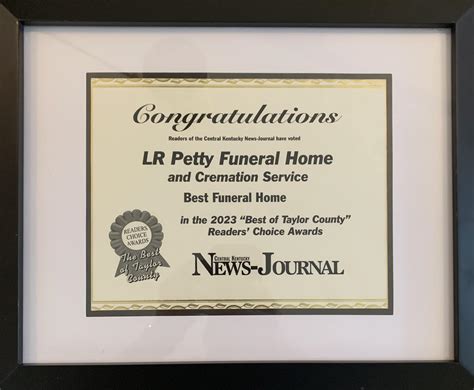 Congratulations
Readers of the Central Kentucky News-Journal have voted
LR Petty Funeral Home
and Cremation Service
Best Funeral Home
in the 2023 “Best of Taylor County”
Readers’ Choice Awards
READERS
CHOICE
AWARDS
The Best
of Taylor
County
CENTRAL KENTUCKY
NEWS-JOURNAL